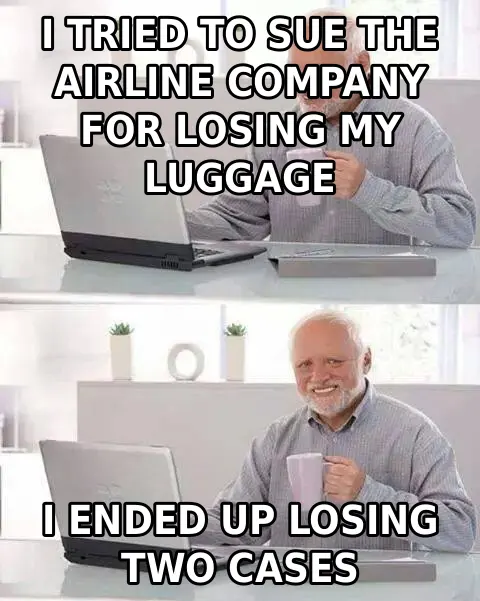 I TRIED TO SUE THE
AIRLINE COMPANY
FOR LOSING MY
LUGGAGE
I ENDED UP LOSING
TWO CASES